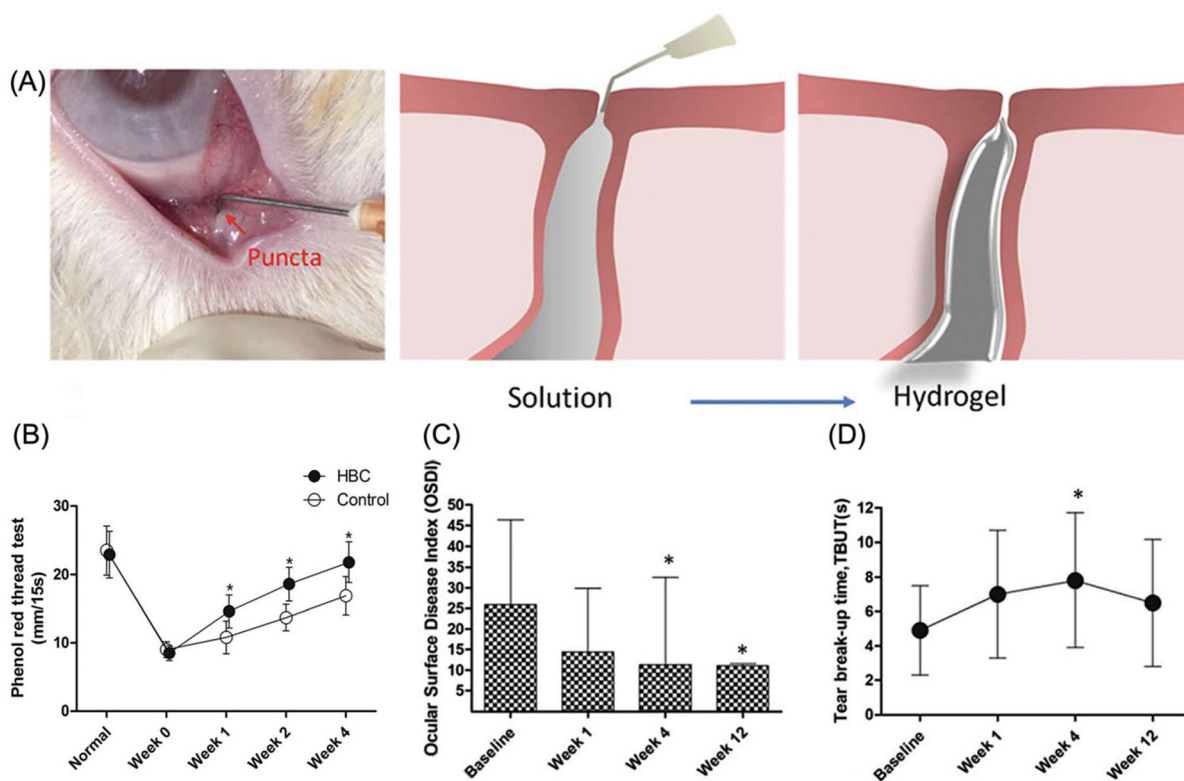 (A)
Puncta
Solution
Hydrogel
(B)
HBC
Control
Phenol red thread test
(mm/15s)
30
20
10
0
Normal
Week 0
Week 1
Week 2
Week 4
*
*
*
(C)
Ocular Surface Disease Index (OSDI)
50
45
40
35
30
25
20
15
10
5
Baseline
Week 1
Week 4
Week 12
*
*
(D)
Tear break-up time,TBUT(s)
12
10
8
6
4
2
0
Baseline
Week 1
Week 4
Week 12
*